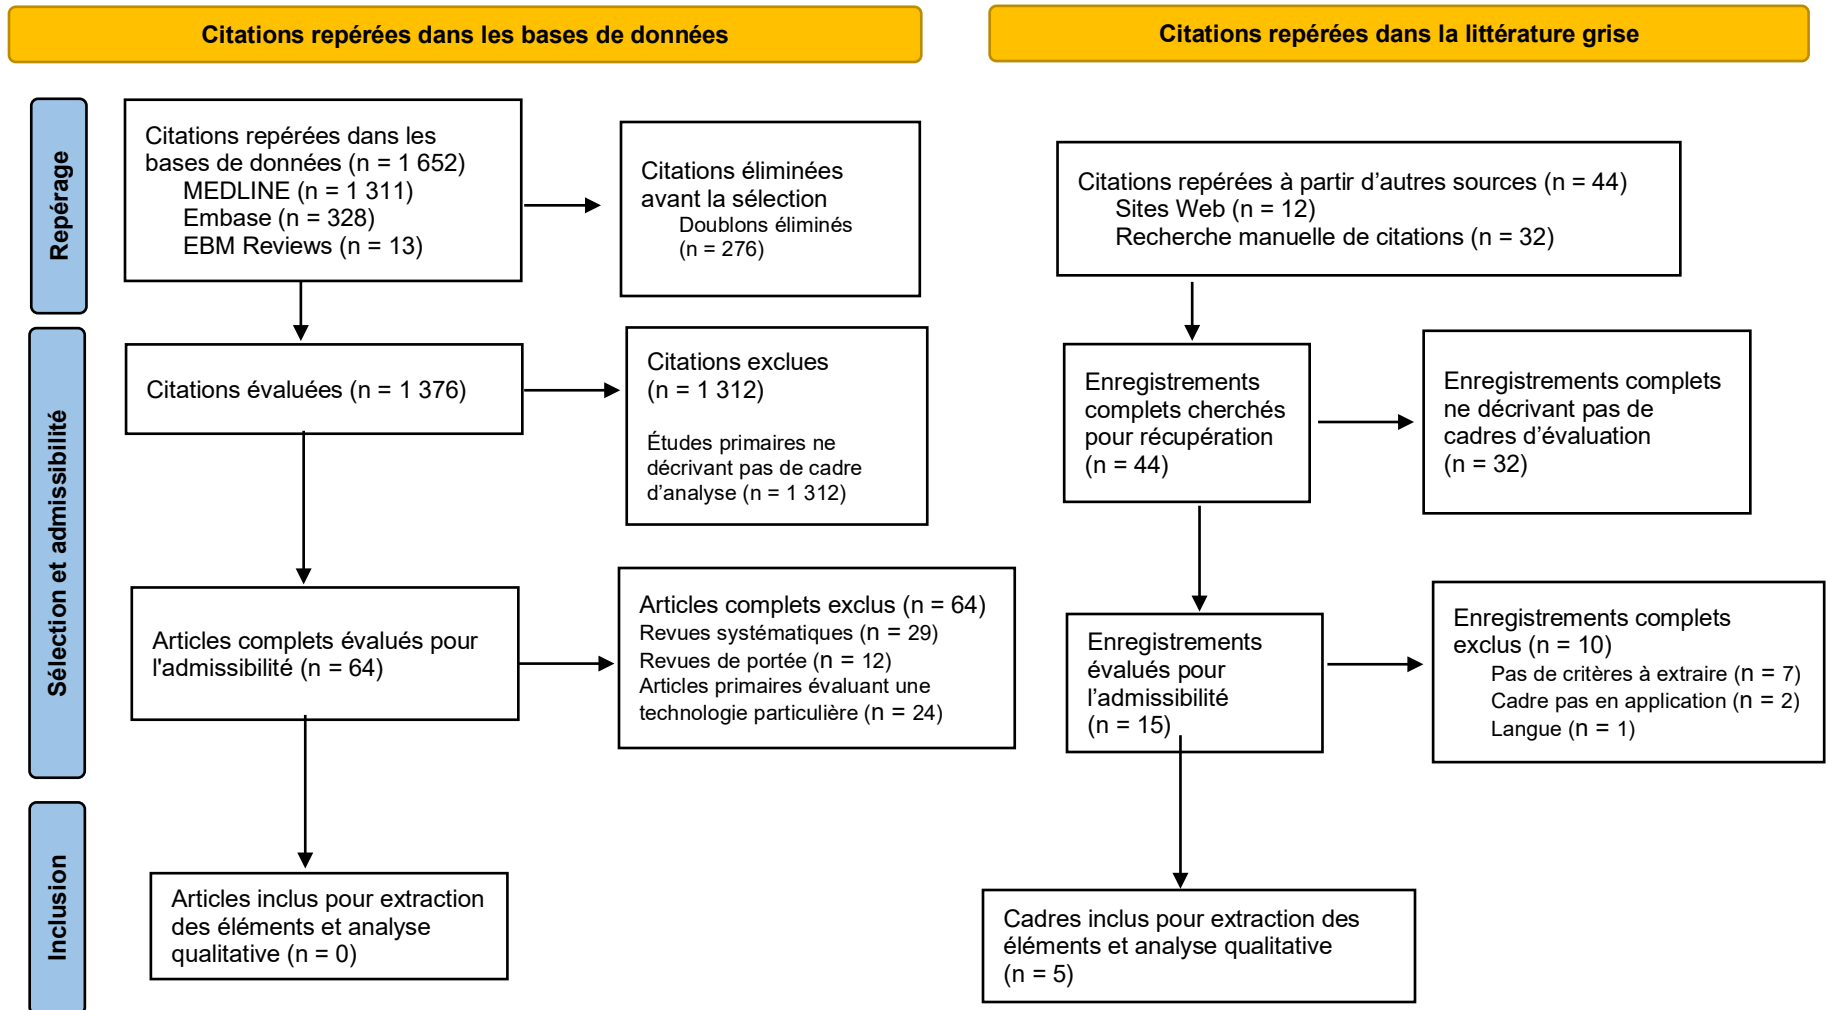 Citations repérées dans les bases de données
Citations repérées dans la littérature grise
Repérage
Citations repérées dans les
bases de données (n = 1 652)
MEDLINE (n = 1 311)
Embase (n = 328)
EBM Reviews (n = 13)
Citations éliminées
avant la sélection
Doublons éliminés
(n = 276)
Citations repérées à partir d’autres sources (n = 44)
Sites Web (n = 12)
Recherche manuelle de citations (n = 32)
Sélection et admissibilité
Citations évaluées (n = 1 376)
Citations exclues
(n = 1 312)
Études primaires ne
décrivant pas de cadre
d’analyse (n = 1 312)
Enregistrements
complets cherchés
pour récupération
(n = 44)
Enregistrements complets
ne décrivant pas de
cadres d’évaluation
(n = 32)
Articles complets évalués pour
l'admissibilité (n = 64)
Articles complets exclus (n = 64)
Revues systématiques (n = 29)
Revues de portée (n = 12)
Articles primaires évaluant une
technologie particulière (n = 24)
Enregistrements
évalués pour
l’admissibilité
(n = 15)
Enregistrements complets
exclus (n = 10)
Pas de critères à extraire (n = 7)
Cadre pas en application (n = 2)
Langue (n = 1)
Inclusion
Articles inclus pour extraction
des éléments et analyse
qualitative (n = 0)
Cadres inclus pour extraction des
éléments et analyse qualitative
(n = 5)